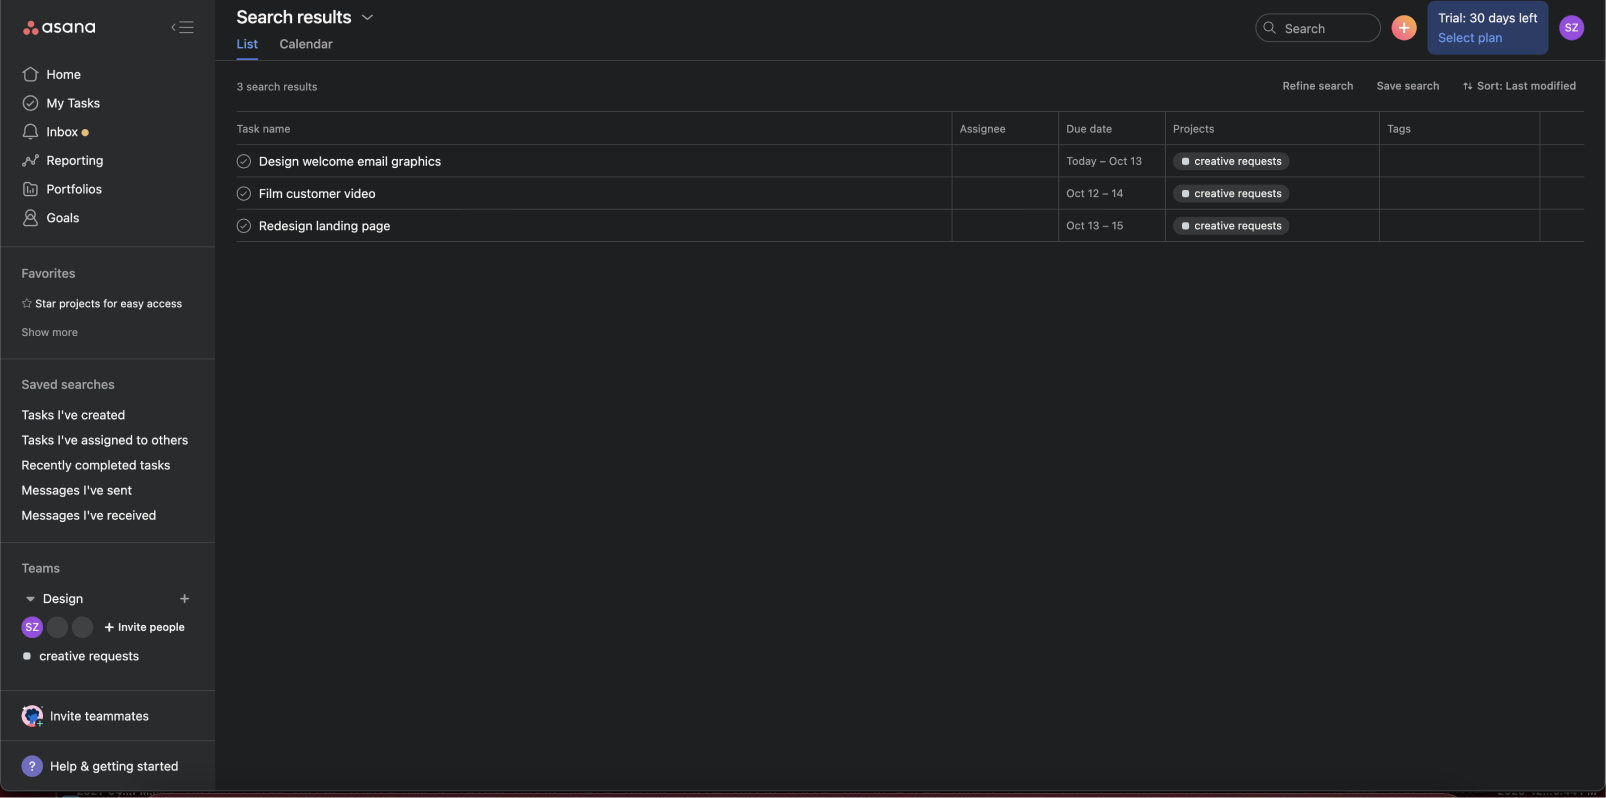 asana
Home
My Tasks
Inbox
Reporting
Portfolios
Goals
Favorites
Star projects for easy access
Show more
Saved searches
Tasks I've created
Tasks I've assigned to others
Recently completed tasks
Messages I've sent
Messages I've received
Teams
Design
SZ
+ Invite people
creative requests
Invite teammates
? Help & getting started
Search results
List Calendar
Search
Trial: 30 days left
Select plan
SZ
3 search results
Refine search Save search Sort: Last modified
Task name Assignee Due date Projects Tags
Design welcome email graphics Today – Oct 13 creative requests
Film customer video Oct 12 – 14 creative requests
Redesign landing page Oct 13 – 15 creative requests